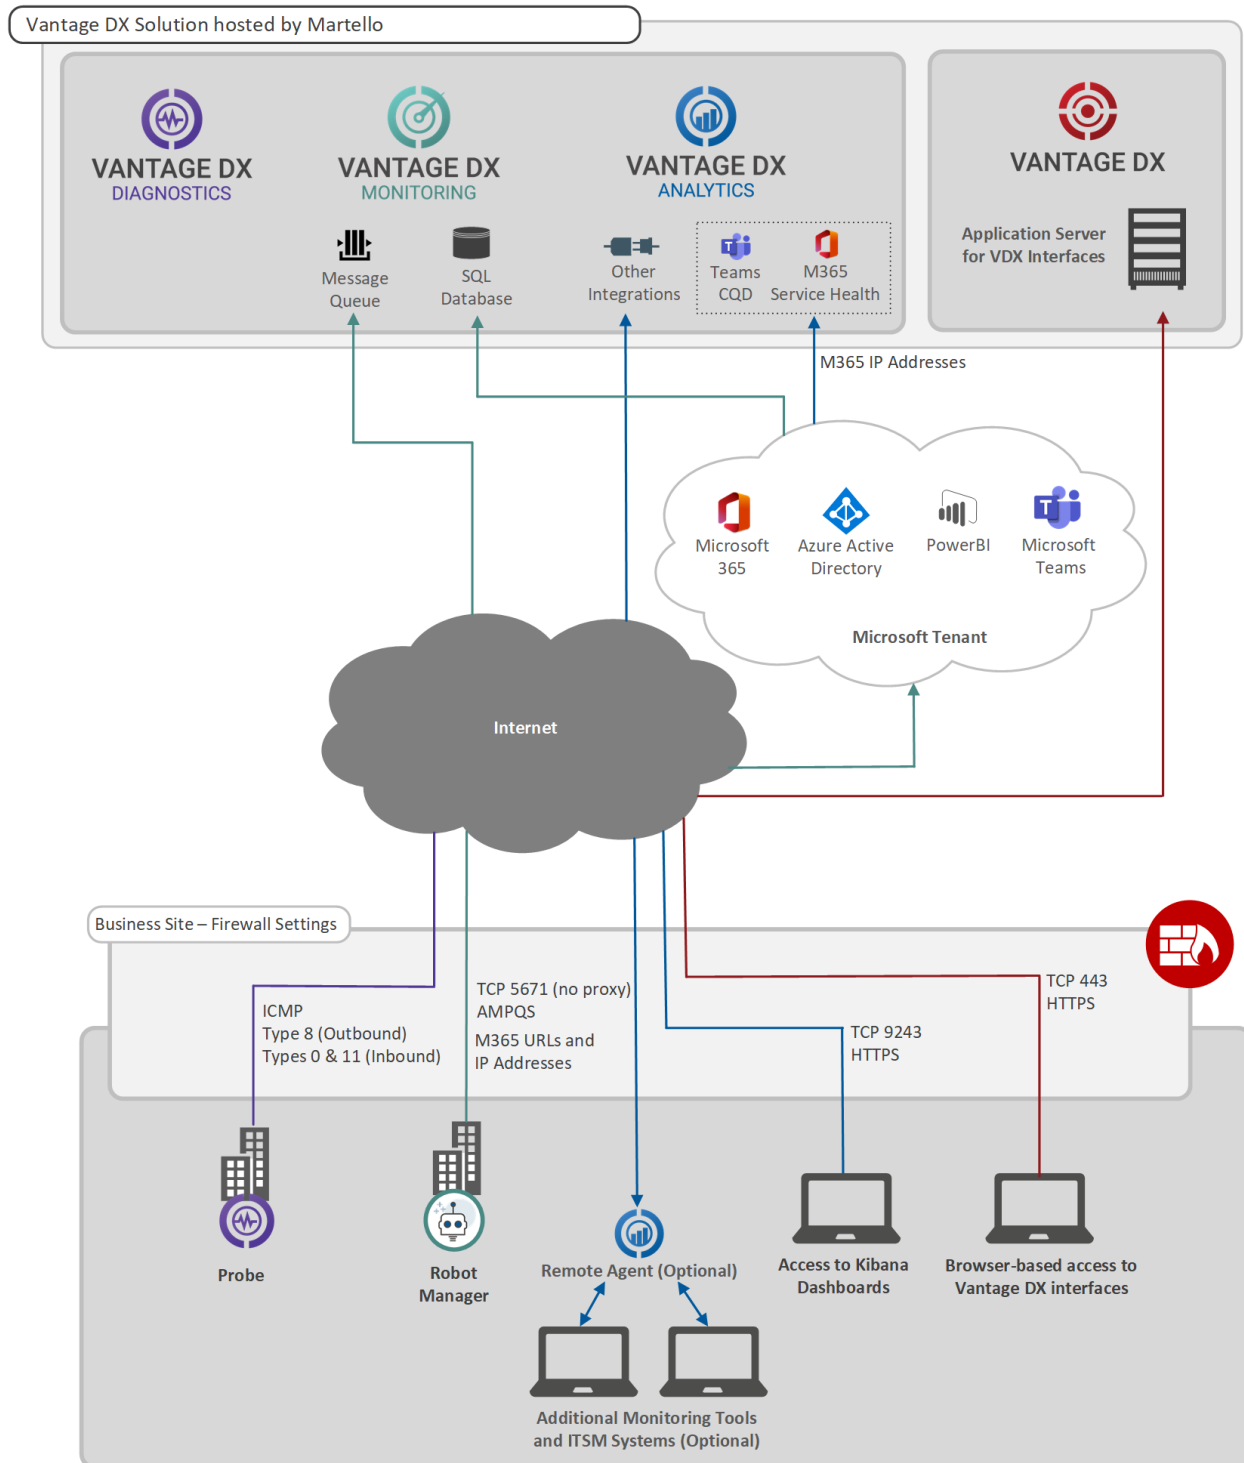 Vantage DX Solution hosted by Martello
VANTAGE DX
DIAGNOSTICS
VANTAGE DX
MONITORING
VANTAGE DX
ANALYTICS
VANTAGE DX
Message
Queue
SQL
Database
Other
Integrations
Teams
CQD
M365
Service Health
Application Server
for VDX Interfaces
M365 IP Addresses
Microsoft
365
Azure Active
Directory
PowerBI
Microsoft
Teams
Microsoft Tenant
Internet
Business Site – Firewall Settings
ICMP
Type 8 (Outbound)
Types 0 & 11 (Inbound)
TCP 5671 (no proxy)
AMPQS
M365 URLs and
IP Addresses
TCP 9243
HTTPS
TCP 443
HTTPS
Probe
Robot
Manager
Remote Agent (Optional)
Access to Kibana
Dashboards
Browser-based access to
Vantage DX interfaces
Additional Monitoring Tools
and ITSM Systems (Optional)